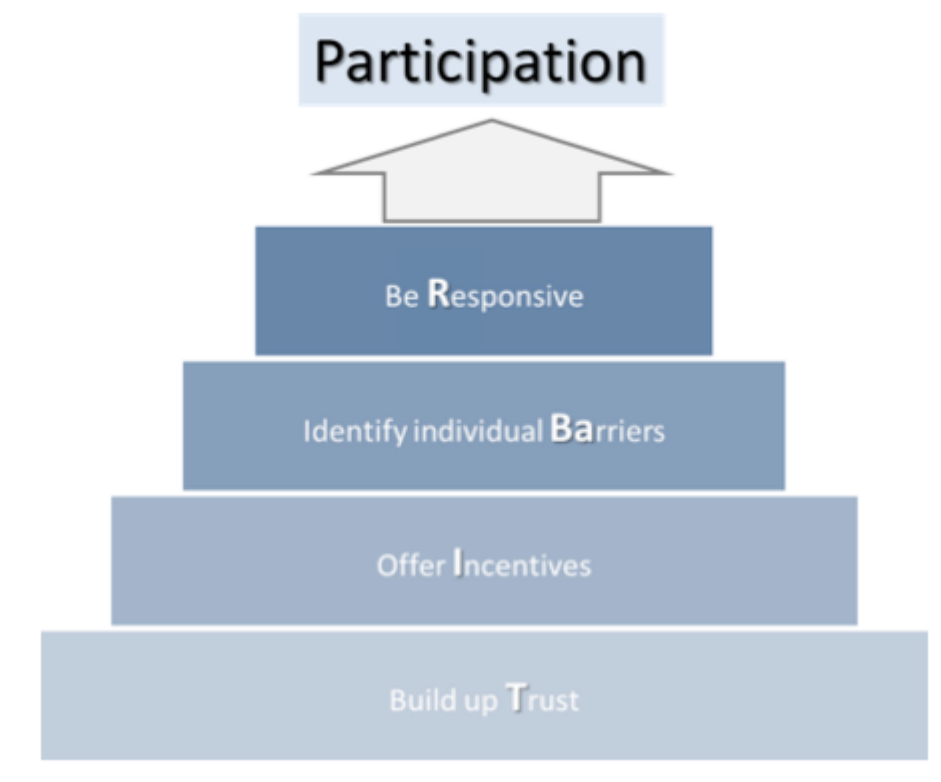 Participation
Be Responsive
Identify individual Barriers
Offer Incentives
Build up Trust